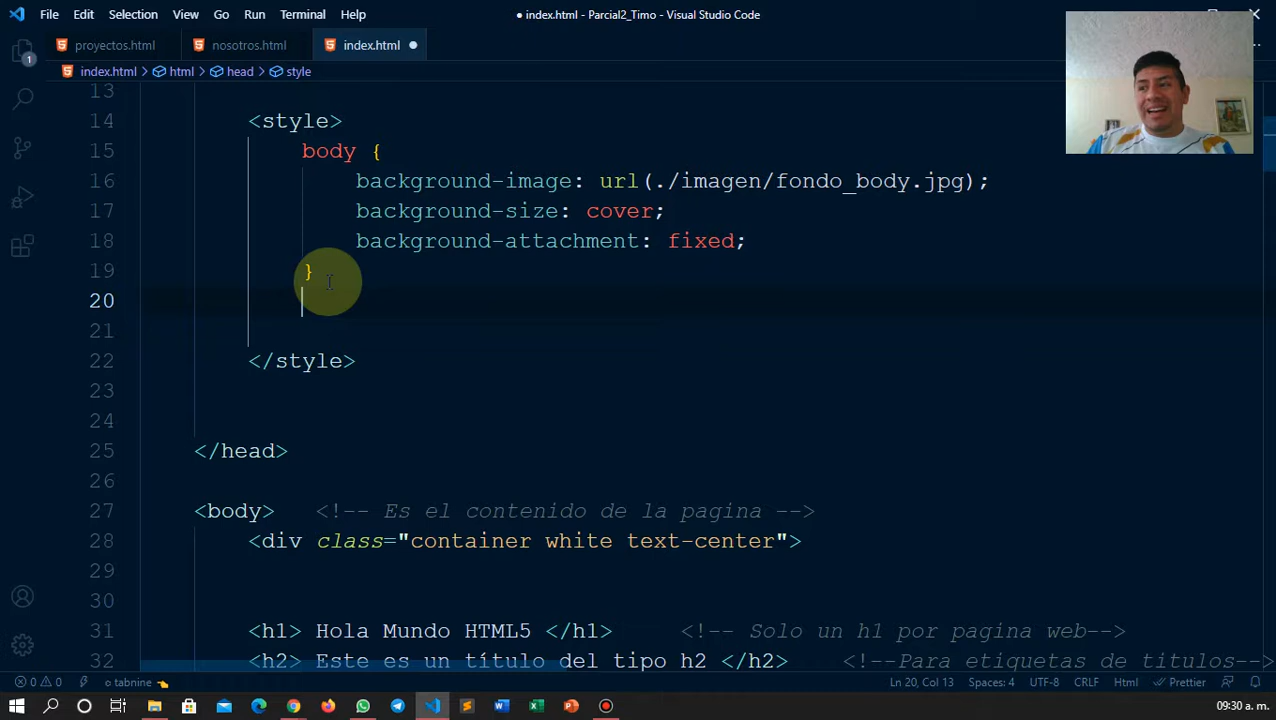 File Edit Selection View Go Run Terminal Help
● index.html - Parcial2_Timo - Visual Studio Code
proyectos.html nosotros.html index.html ●
index.html > html > head > style
1
13
14 <style>
15 body {
16 background-image: url(./imagen/fondo_body.jpg);
17 background-size: cover;
18 background-attachment: fixed;
19 }
20
21
22 </style>
23
24
25 </head>
26
27 <body> <!-- Es el contenido de la pagina -->
28 <div class="container white text-center">
29
30
31 <h1> Hola Mundo HTML5 </h1> <!-- Solo un h1 por pagina web-->
32 <h2> Este es un título del tipo h2 </h2> <!--Para etiquetas de titulos-->
0 0 tabnine Ln 20, Col 13 Spaces: 4 UTF-8 CRLF Html Prettier
09:30 a. m.